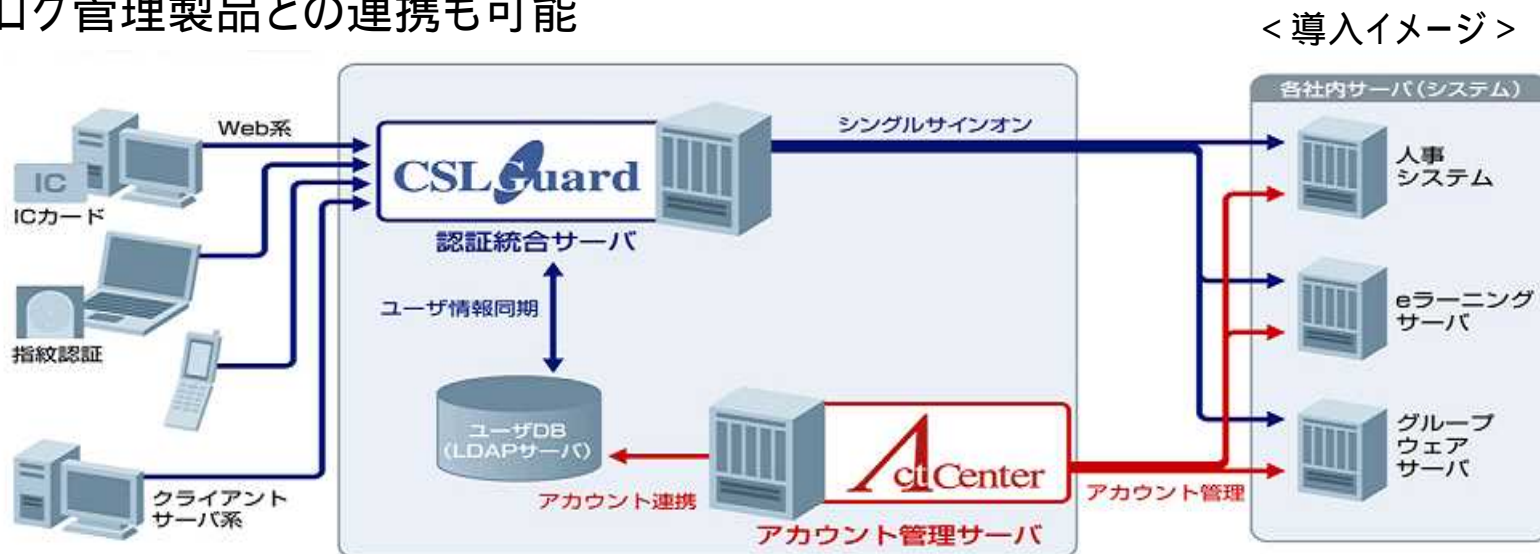 ログ管理製品との連携も可能
<導入イメージ>
各社内サーバ(システム)
Web系
IC
ICカード
指紋認証
クライアント
サーバ系
CSLGuard
認証統合サーバ
ユーザ情報同期
ユーザDB
(LDAPサーバ)
アカウント連携
ActCenter
アカウント管理サーバ
シングルサインオン
アカウント管理
人事
システム
eラーニング
サーバ
グループ
ウェア
サーバ